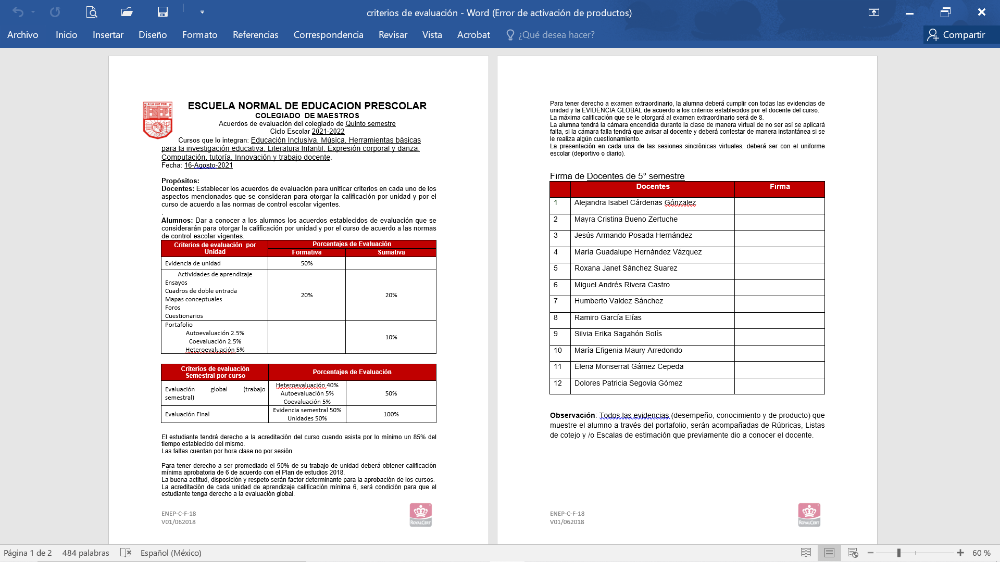 criterios de evaluación - Word (Error de activación de productos)
Archivo Inicio Insertar Diseño Formato Referencias Correspondencia Revisar Vista Acrobat ¿Qué desea hacer? Compartir
ESCUELA NORMAL DE EDUCACION PRESCOLAR
COLEGIADO DE MAESTROS
Acuerdos de evaluación del colegiado de Quinto semestre
Ciclo Escolar 2021-2022
Cursos que lo integran: Educación Inclusiva, Música, Herramientas básicas
para la investigación educativa, Literatura Infantil, Expresión corporal y danza,
Computación, tutoría, Innovación y trabajo docente.
Fecha: 16-Agosto-2021
Propósitos:
Docentes: Establecer los acuerdos de evaluación para unificar criterios en cada uno de los
aspectos mencionados que se consideran para otorgar la calificación por unidad y por el
curso de acuerdo a las normas de control escolar vigentes.
.
Alumnos: Dar a conocer a los alumnos los acuerdos establecidos de evaluación que se
considerarán para otorgar la calificación por unidad y por el curso de acuerdo a las normas
de control escolar vigentes.
Criterios de evaluación por
Unidad
Porcentajes de Evaluación
Formativa Sumativa
Evidencia de unidad 50%
Actividades de aprendizaje
Ensayos
Cuadros de doble entrada
Mapas conceptuales
Foros
Cuestionarios
20% 20%
Portafolio
Autoevaluación 2.5%
Coevaluación 2.5%
Heteroevaluación 5%
10%
Criterios de evaluación
Semestral por curso
Porcentajes de Evaluación
Evaluación global (trabajo
semestral)
Heteroevaluación 40%
Autoevaluación 5%
Coevaluación 5%
50%
Evaluación Final
Evidencia semestral 50%
Unidades 50%
100%
El estudiante tendrá derecho a la acreditación del curso cuando asista por lo mínimo un 85% del
tiempo establecido del mismo.
Las faltas cuentan por hora clase no por sesión
Para tener derecho a ser promediado el 50% de su trabajo de unidad deberá obtener calificación
mínima aprobatoria de 6 de acuerdo con el Plan de estudios 2018.
La buena actitud, disposición y respeto serán factor determinante para la aprobación de los cursos.
La acreditación de cada unidad de aprendizaje calificación mínima 6, será condición para que el
estudiante tenga derecho a la evaluación global.
ENEP-C-F-18
V01/062018
ROYALCERT
Para tener derecho a examen extraordinario, la alumna deberá cumplir con todas las evidencias de
unidad y la EVIDENCIA GLOBAL de acuerdo a los criterios establecidos por el docente del curso.
La máxima calificación que se le otorgará al examen extraordinario será de 8.
La alumna tendrá la cámara encendida durante la clase de manera virtual de no ser así se aplicará
falta, si la cámara falla tendrá que avisar al docente y deberá contestar de manera instantánea si se
le realiza algún cuestionamiento.
La presentación en cada una de las sesiones sincrónicas virtuales, deberá ser con el uniforme
escolar (deportivo o diario).
Firma de Docentes de 5° semestre
Docentes Firma
1 Alejandra Isabel Cárdenas Gónzalez
2 Mayra Cristina Bueno Zertuche
3 Jesús Armando Posada Hernández
4 María Guadalupe Hernández Vázquez
5 Roxana Janet Sánchez Suarez
6 Miguel Andrés Rivera Castro
7 Humberto Valdez Sánchez
8 Ramiro García Elías
9 Silvia Erika Sagahón Solís
10 María Efigenia Maury Arredondo
11 Elena Monserrat Gámez Cepeda
12 Dolores Patricia Segovia Gómez
Observación: Todos las evidencias (desempeño, conocimiento y de producto) que
muestre el alumno a través del portafolio, serán acompañadas de Rúbricas, Listas
de cotejo y /o Escalas de estimación que previamente dio a conocer el docente.
ENEP-C-F-18
V01/062018
ROYALCERT
Página 1 de 2 484 palabras Español (México) 60 %